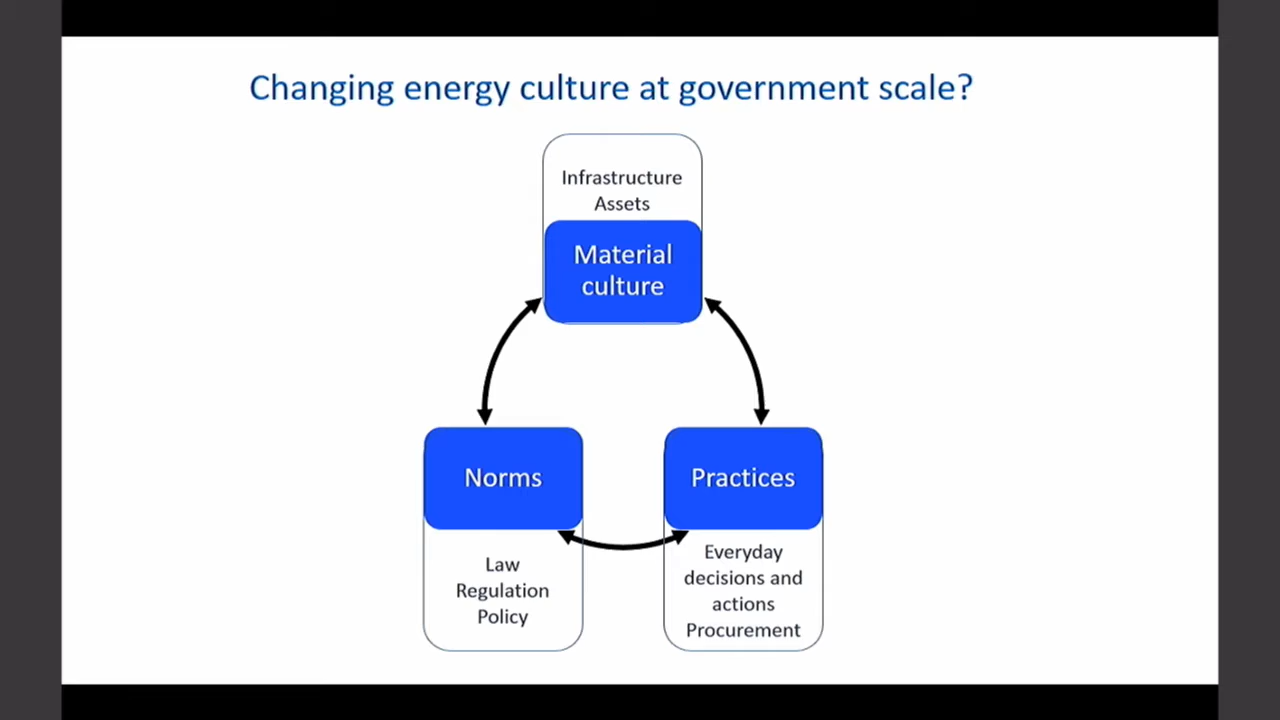 Changing energy culture at government scale?
Infrastructure
Assets
Material
culture
Norms
Law
Regulation
Policy
Practices
Everyday
decisions and
actions
Procurement